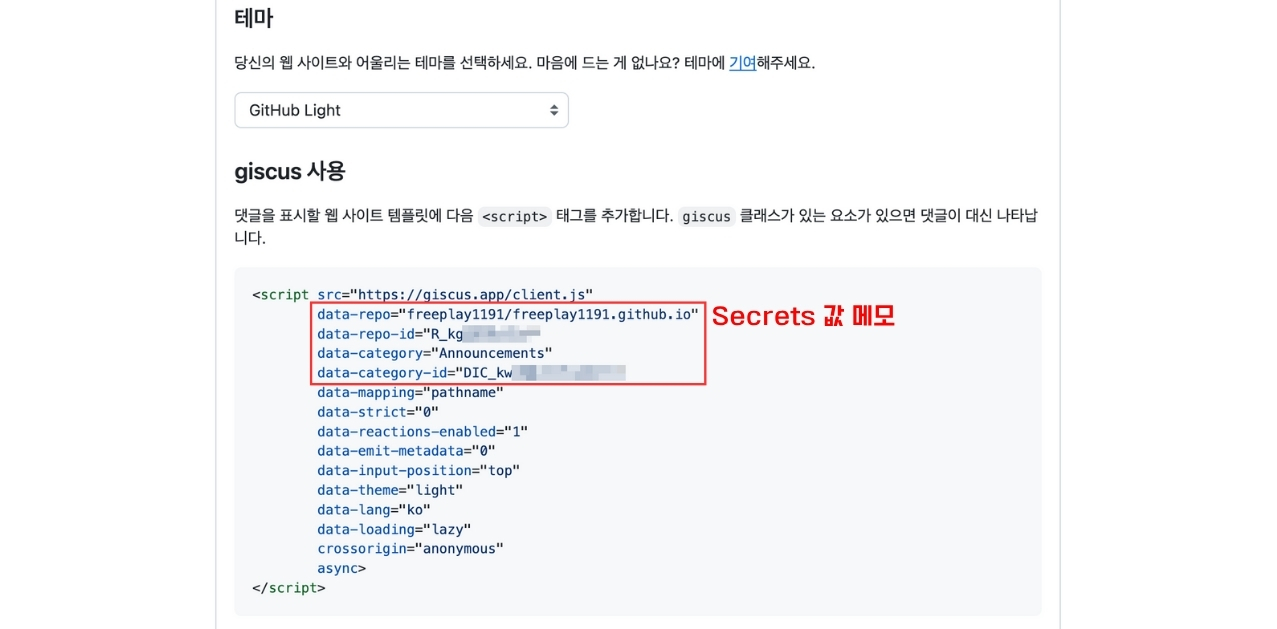 테마
당신의 웹 사이트와 어울리는 테마를 선택하세요. 마음에 드는 게 없나요? 테마에 기여해주세요.
GitHub Light
giscus 사용
댓글을 표시할 웹 사이트 템플릿에 다음 <script> 태그를 추가합니다. giscus 클래스가 있는 요소가 있으면 댓글이 대신 나타납
니다.
<script src="https://giscus.app/client.js"
data-repo="freeplay1191/freeplay1191.github.io"
Secrets 값 메모
data-repo-id="R_kg
data-category="Announcements"
data-category-id="DIC_kw
data-mapping="pathname"
data-strict="0"
data-reactions-enabled="1"
data-emit-metadata="0"
data-input-position="top"
data-theme="light"
data-lang="ko"
data-loading="lazy"
crossorigin="anonymous"
async>
</script>